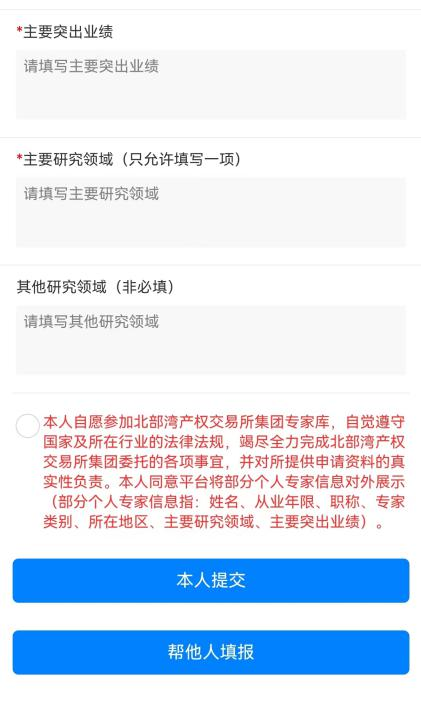 *主要突出业绩
请填写主要突出业绩
*主要研究领域（只允许填写一项）
请填写主要研究领域
其他研究领域（非必填）
请填写其他研究领域
本人自愿参加北部湾产权交易所集团专家库，自觉遵守
国家及所在行业的法律法规，竭尽全力完成北部湾产权
交易所集团委托的各项事宜，并对所提供申请资料的真
实性负责。本人同意平台将部分个人专家信息对外展示
（部分个人专家信息指：姓名、从业年限、职称、专家
类别、所在地区、主要研究领域、主要突出业绩）。
本人提交
帮他人填报